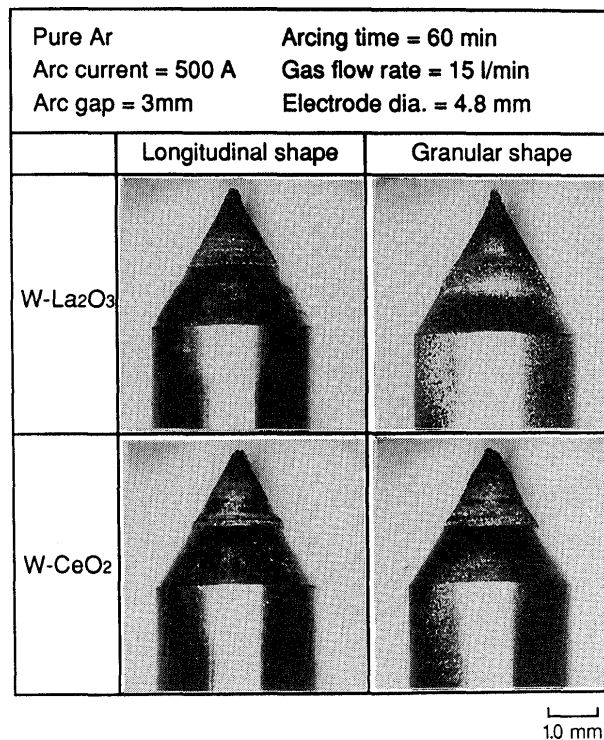 Pure Ar Arcing time = 60 min
Arc current = 500 A Gas flow rate = 15 l/min
Arc gap = 3mm Electrode dia. = 4.8 mm
Longitudinal shape Granular shape
W-La2O3
W-CeO2
1.0 mm